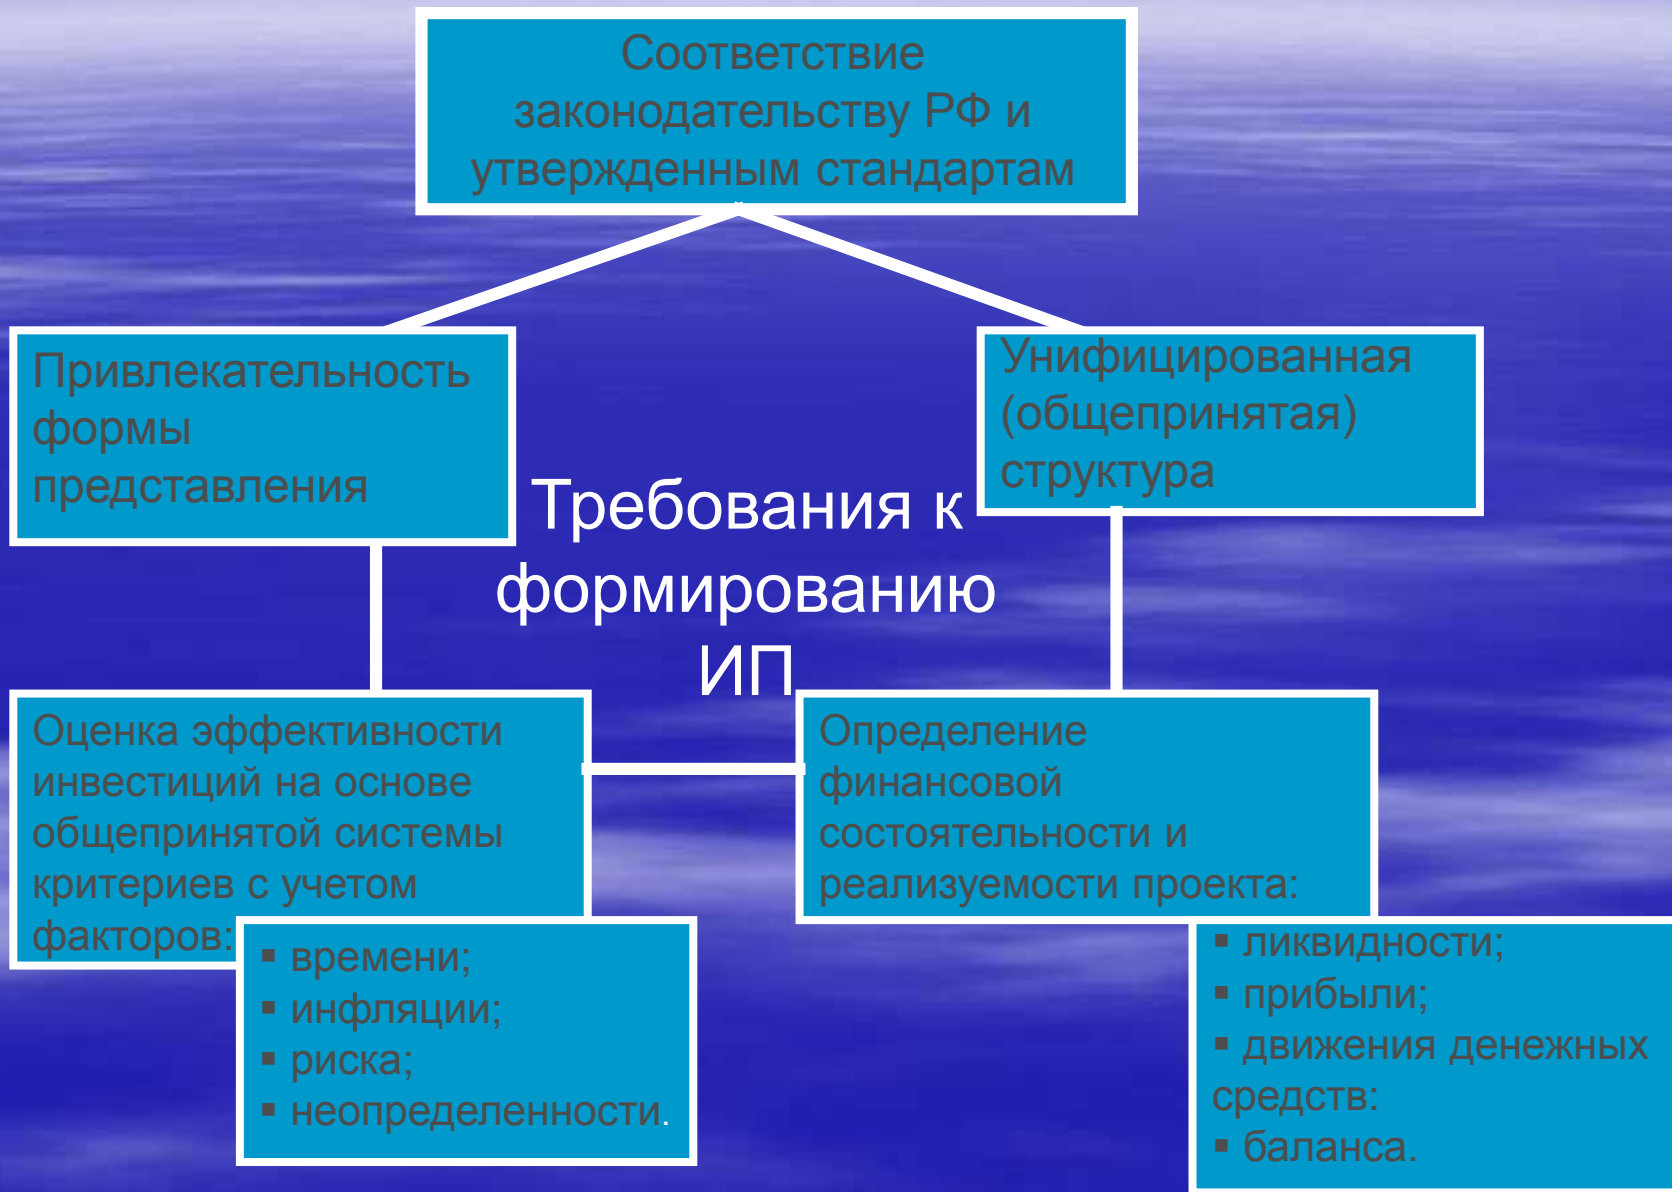 Соответствие
законодательству РФ и
утвержденным стандартам
Привлекательность
формы
представления
Унифицированная
(общепринятая)
структура
Требования к
формированию
ИП
Оценка эффективности
инвестиций на основе
общепринятой системы
критериев с учетом
факторов:
▪ времени;
▪ инфляции;
▪ риска;
▪ неопределенности.
Определение
финансовой
состоятельности и
реализуемости проекта:
▪ ликвидности;
▪ прибыли;
▪ движения денежных
средств:
▪ баланса.